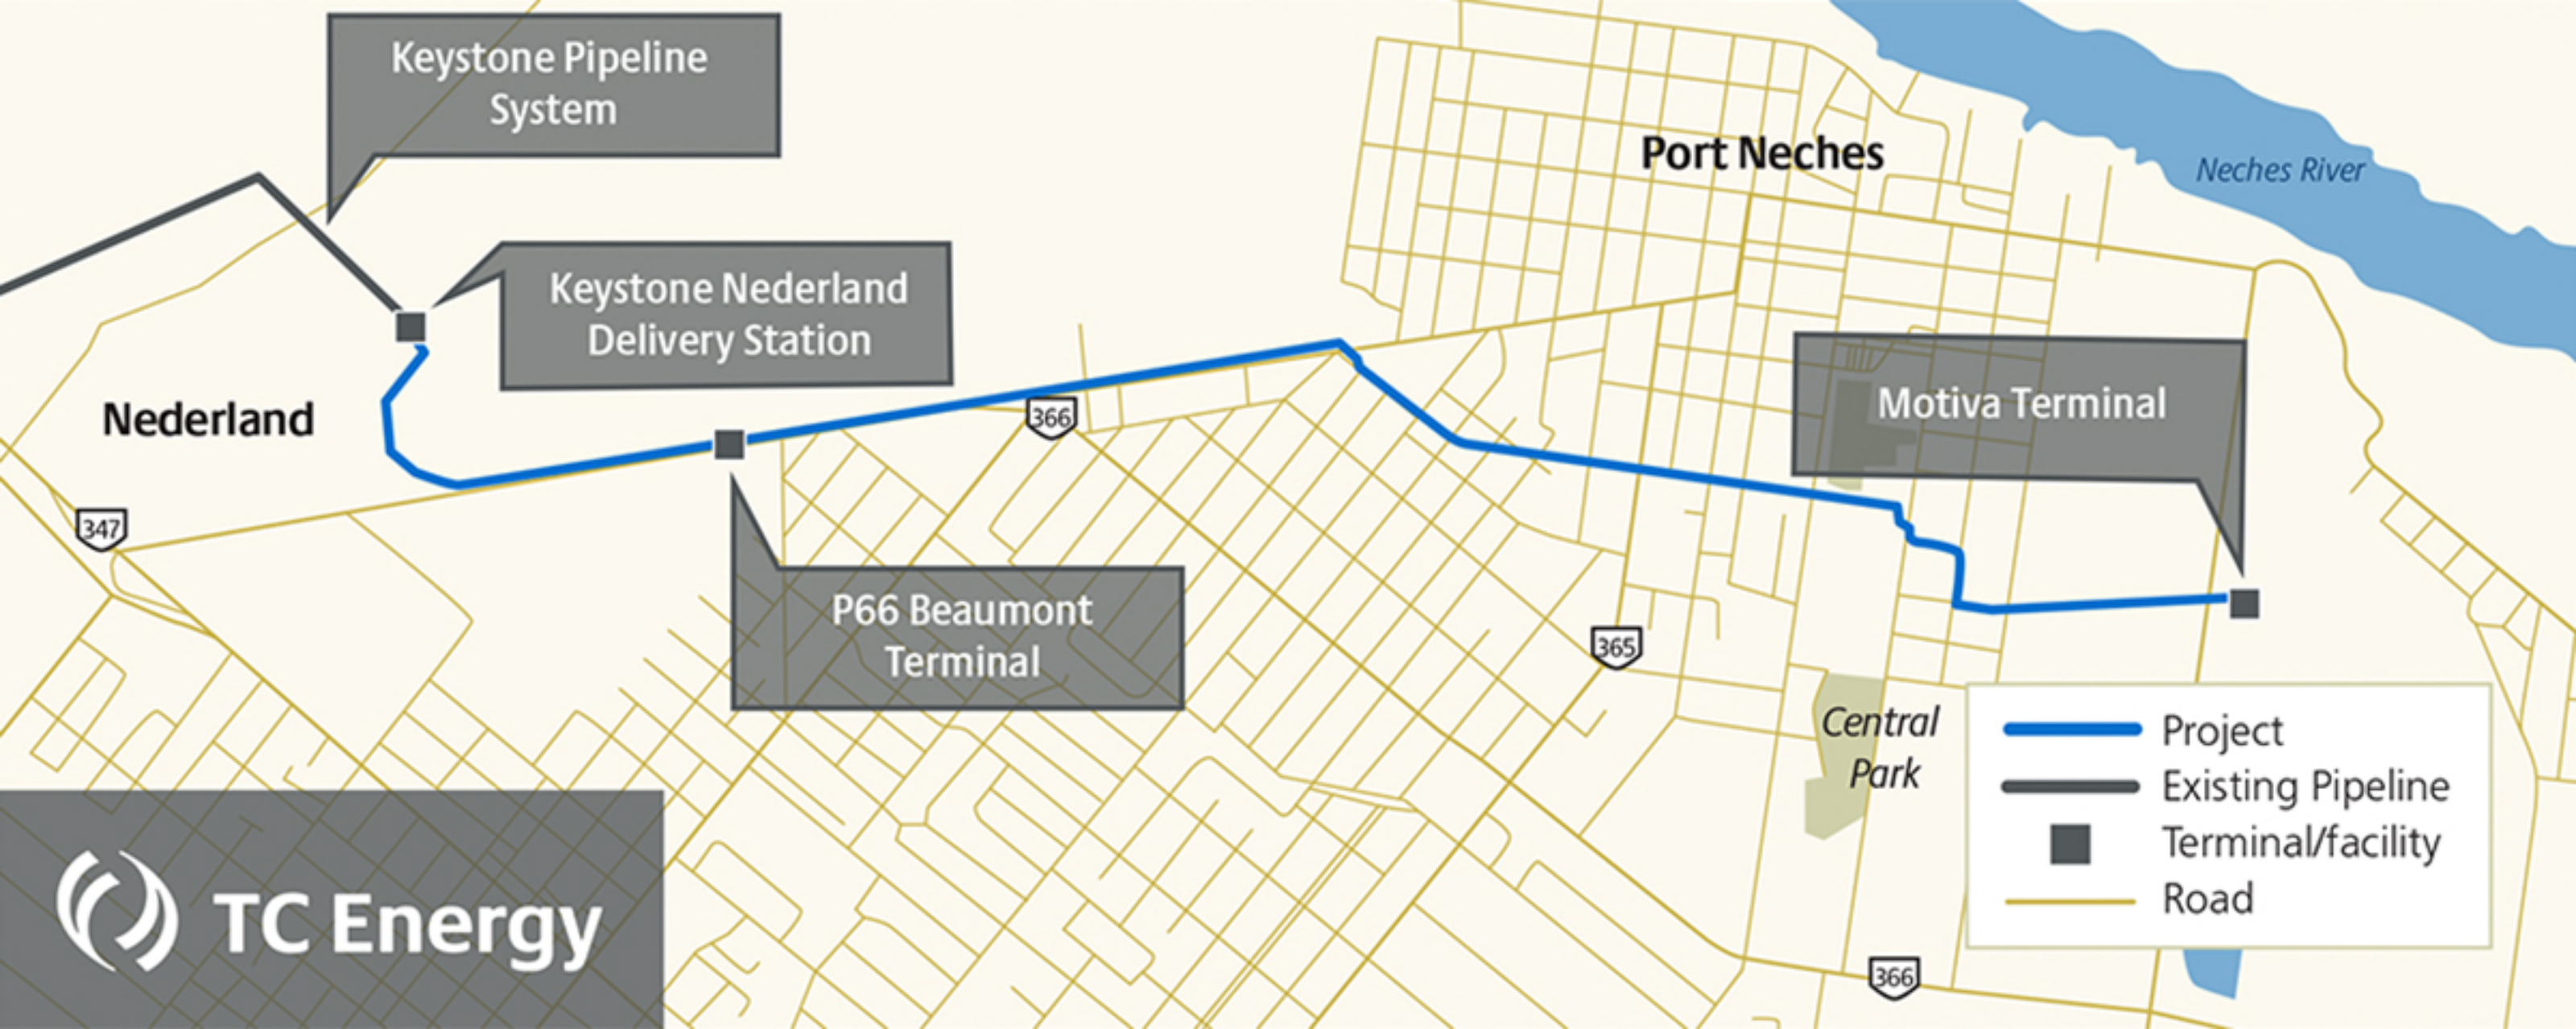 Keystone Pipeline
System
Port Neches
Neches River
Keystone Nederland
Delivery Station
Nederland
366
Motiva Terminal
347
P66 Beaumont
Terminal
365
Central
Park
Project
Existing Pipeline
Terminal/facility
Road
TC Energy
366